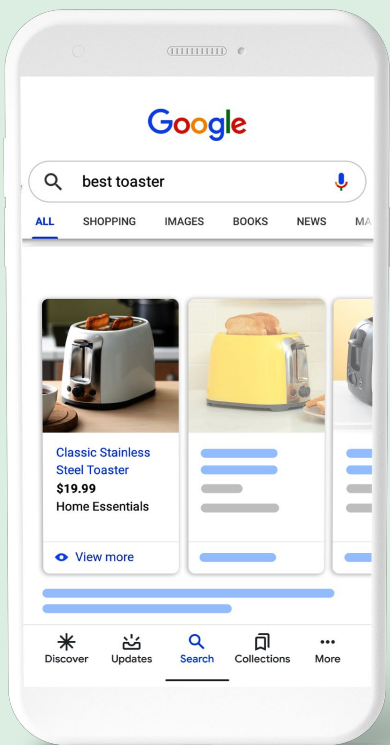 Google
best toaster
ALL SHOPPING IMAGES BOOKS NEWS MA
Classic Stainless
Steel Toaster
$19.99
Home Essentials
View more
Discover Updates Search Collections More